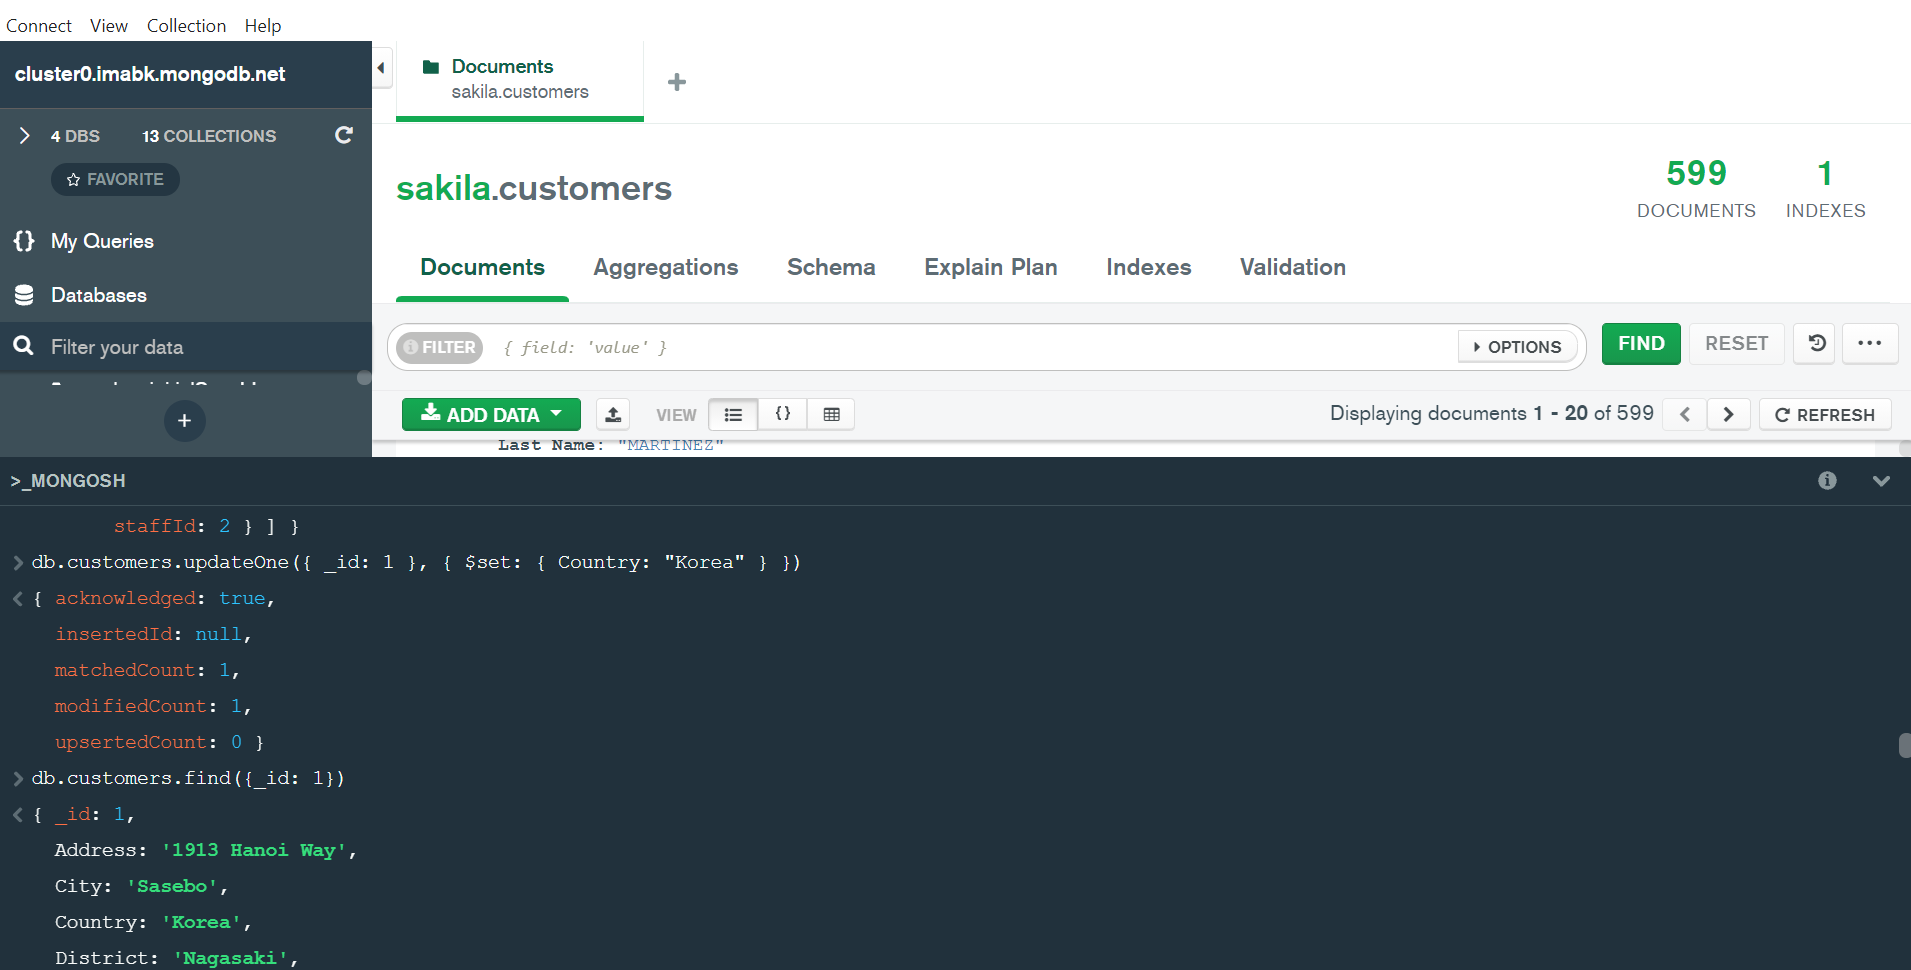 Connect View Collection Help
cluster0.imabk.mongodb.net
4 DBS 13 COLLECTIONS
FAVORITE
{} My Queries
Databases
Filter your data
+
Documents
sakila.customers
+
sakila.customers
599
DOCUMENTS
1
INDEXES
Documents Aggregations Schema Explain Plan Indexes Validation
FILTER { field: 'value' } OPTIONS FIND RESET ...
ADD DATA VIEW {} Displaying documents 1 - 20 of 599 < > REFRESH
Last Name: "MARTINEZ"
>_MONGOSH
staffId: 2 } ] }
> db.customers.updateOne({ _id: 1 }, { $set: { Country: "Korea" } })
< { acknowledged: true,
insertedId: null,
matchedCount: 1,
modifiedCount: 1,
upsertedCount: 0 }
> db.customers.find({_id: 1})
< { _id: 1,
Address: '1913 Hanoi Way',
City: 'Sasebo',
Country: 'Korea',
District: 'Nagasaki',